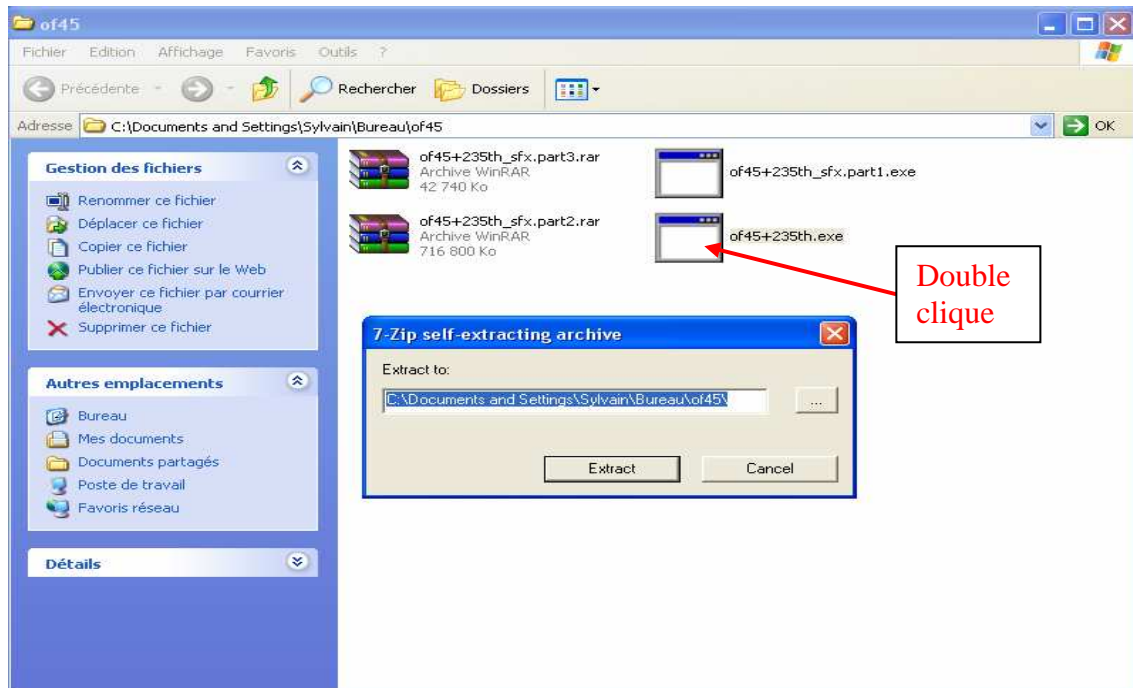 of45
Fichier Edition Affichage Favoris Outils ?
Précédente Rechercher Dossiers
Adresse C:\Documents and Settings\Sylvain\Bureau\of45 OK
Gestion des fichiers
Renommer ce fichier
Déplacer ce fichier
Copier ce fichier
Publier ce fichier sur le Web
Envoyer ce fichier par courrier
électronique
Supprimer ce fichier
Autres emplacements
Bureau
Mes documents
Documents partagés
Poste de travail
Favoris réseau
Détails
of45+235th_sfx.part3.rar
Archive WinRAR
42 740 Ko
of45+235th_sfx.part1.exe
of45+235th_sfx.part2.rar
Archive WinRAR
716 800 Ko
of45+235th.exe
Double
clique
7-Zip self-extracting archive
Extract to:
C:\Documents and Settings\Sylvain\Bureau\of45\
...
Extract Cancel